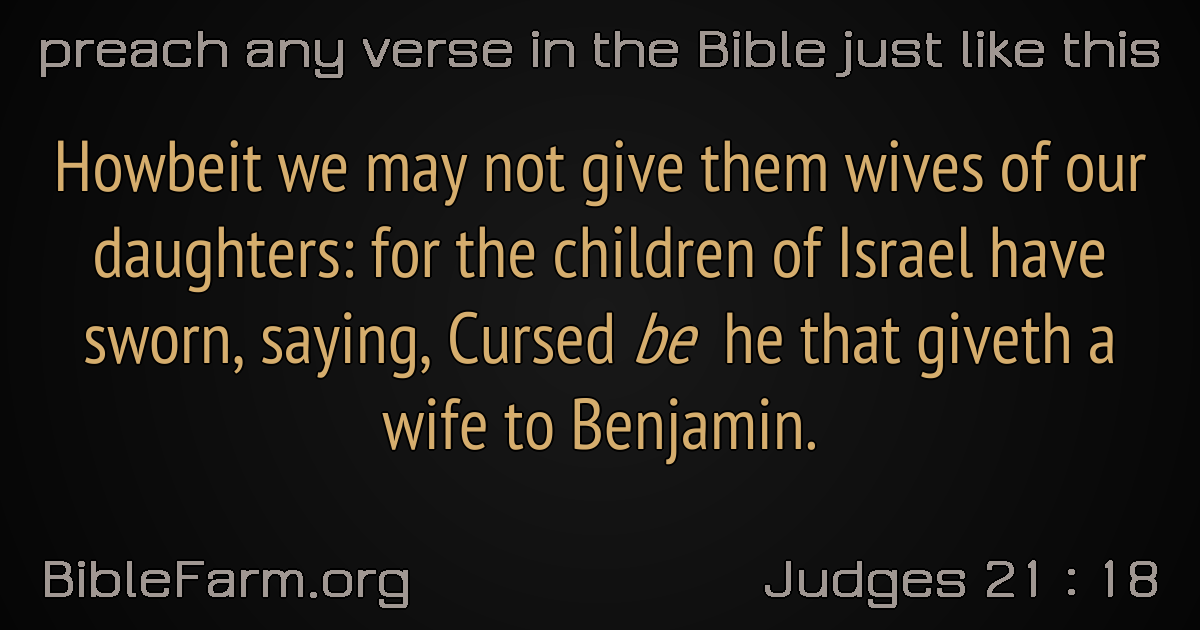 preach any verse in the Bible just like this
Howbeit we may not give them wives of our
daughters: for the children of Israel have
sworn, saying, Cursed be he that giveth a
wife to Benjamin.
BibleFarm.org
Judges 21 : 18